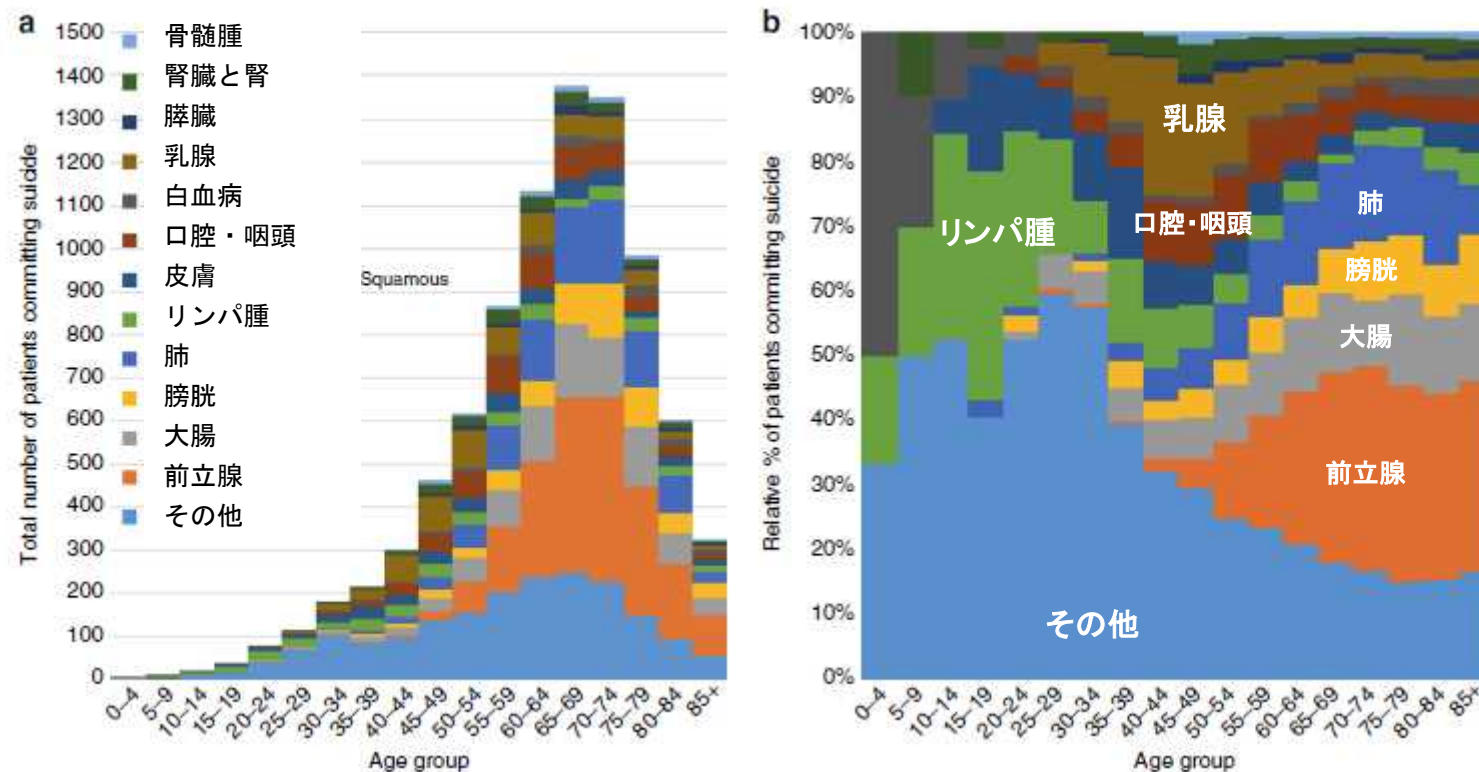 a
Total number of patients committing suicide
1500
1400
1300
1200
1100
1000
900
800
700
600
500
400
300
200
100
0
骨髄腫
腎臓と腎
膵臓
乳腺
白血病
口腔・咽頭
皮膚
リンパ腫
肺
膀胱
大腸
前立腺
その他
Squamous
0–4
5–9
10–14
15–19
20–24
25–29
30–34
35–39
40–44
45–49
50–54
55–59
60–64
65–69
70–74
75–79
80–84
85+
Age group
b
Relative % of patients committing suicide
100%
90%
80%
70%
60%
50%
40%
30%
20%
10%
0%
乳腺
リンパ腫
口腔・咽頭
肺
膀胱
大腸
前立腺
その他
0–4
5–9
10–14
15–19
20–24
25–29
30–34
35–39
40–44
45–49
50–54
55–59
60–64
65–69
70–74
75–79
80–84
85+
Age group